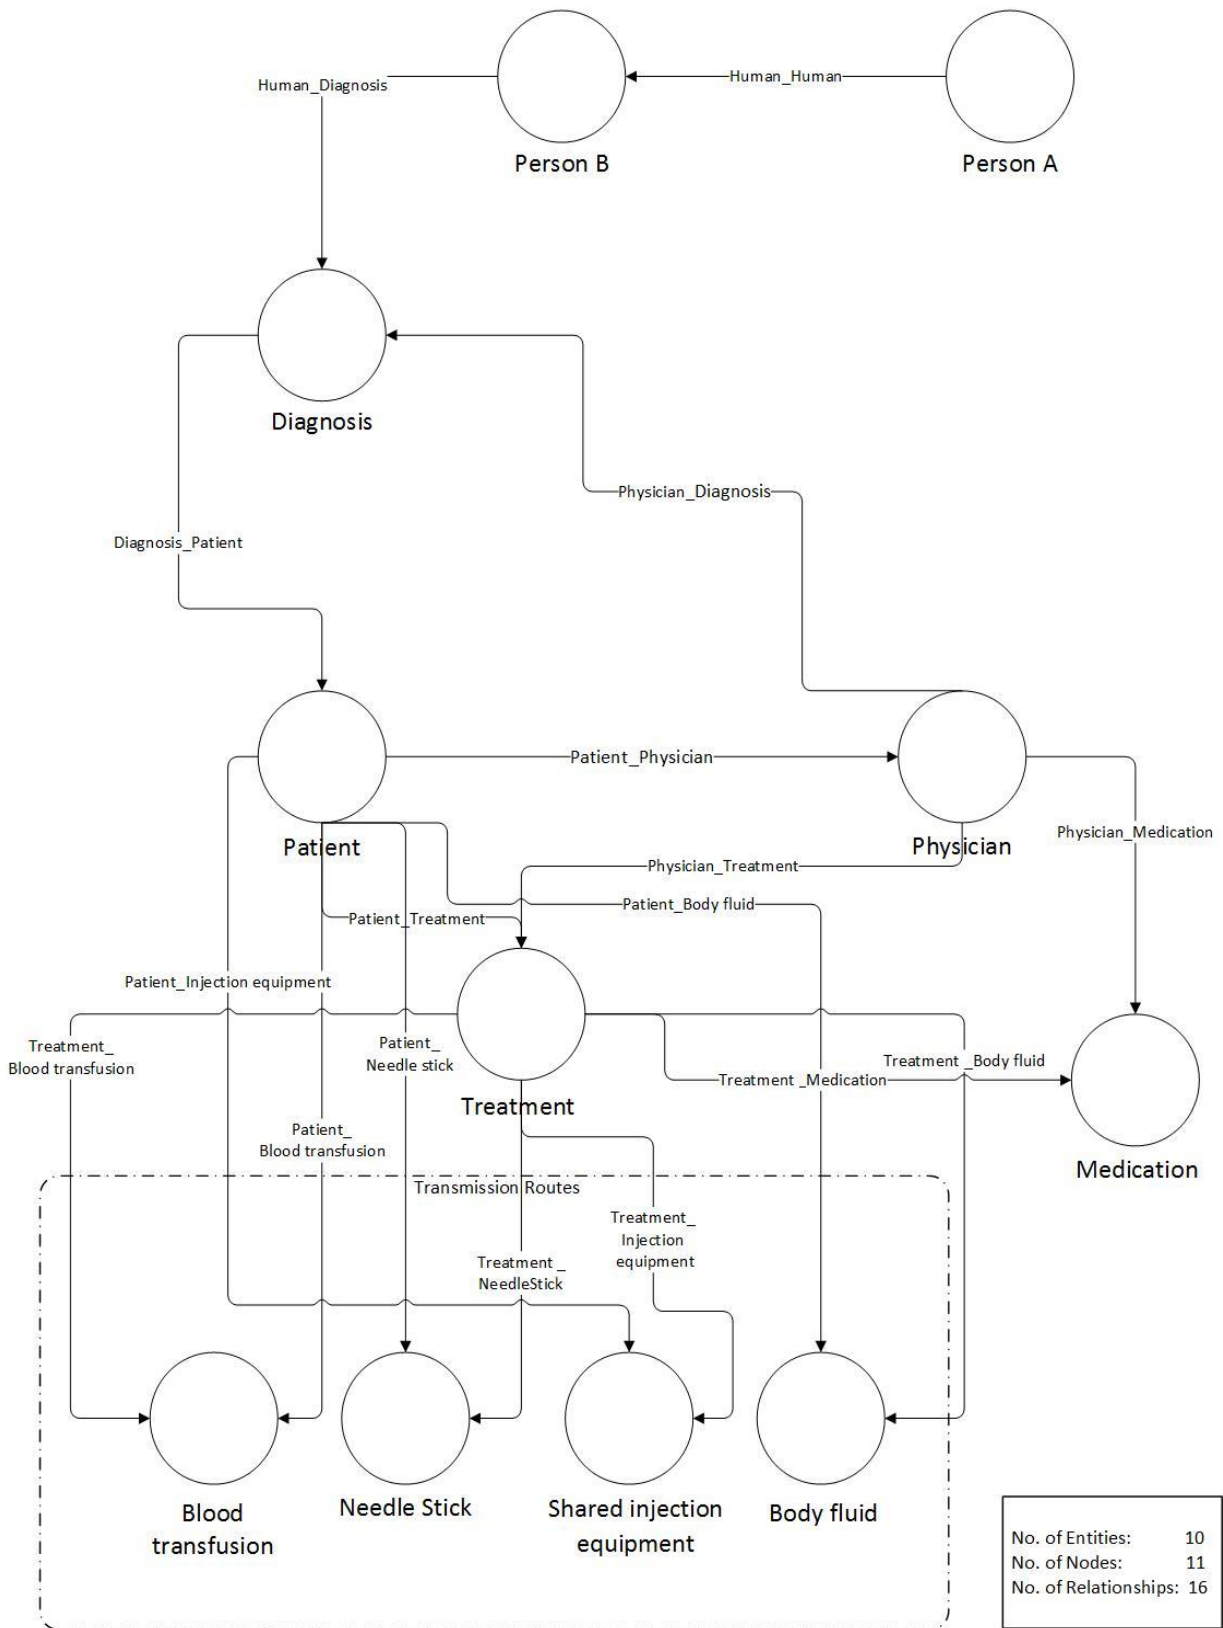 Human_Diagnosis
Human_Human
Person B
Person A
Diagnosis
Physician_Diagnosis
Diagnosis_Patient
Patient_Physician
Patient
Physician
Physician_Medication
Physician_Treatment
Patient_Body fluid
Patient_Treatment
Patient_Injection equipment
Treatment_
Blood transfusion
Patient_
Needle stick
Treatment _Body fluid
Treatment _Medication
Treatment
Patient_
Blood transfusion
Medication
Transmission Routes
Treatment_
Injection
equipment
Treatment _
NeedleStick
Blood
transfusion
Needle Stick
Shared injection
equipment
Body fluid
No. of Entities: 10
No. of Nodes: 11
No. of Relationships: 16